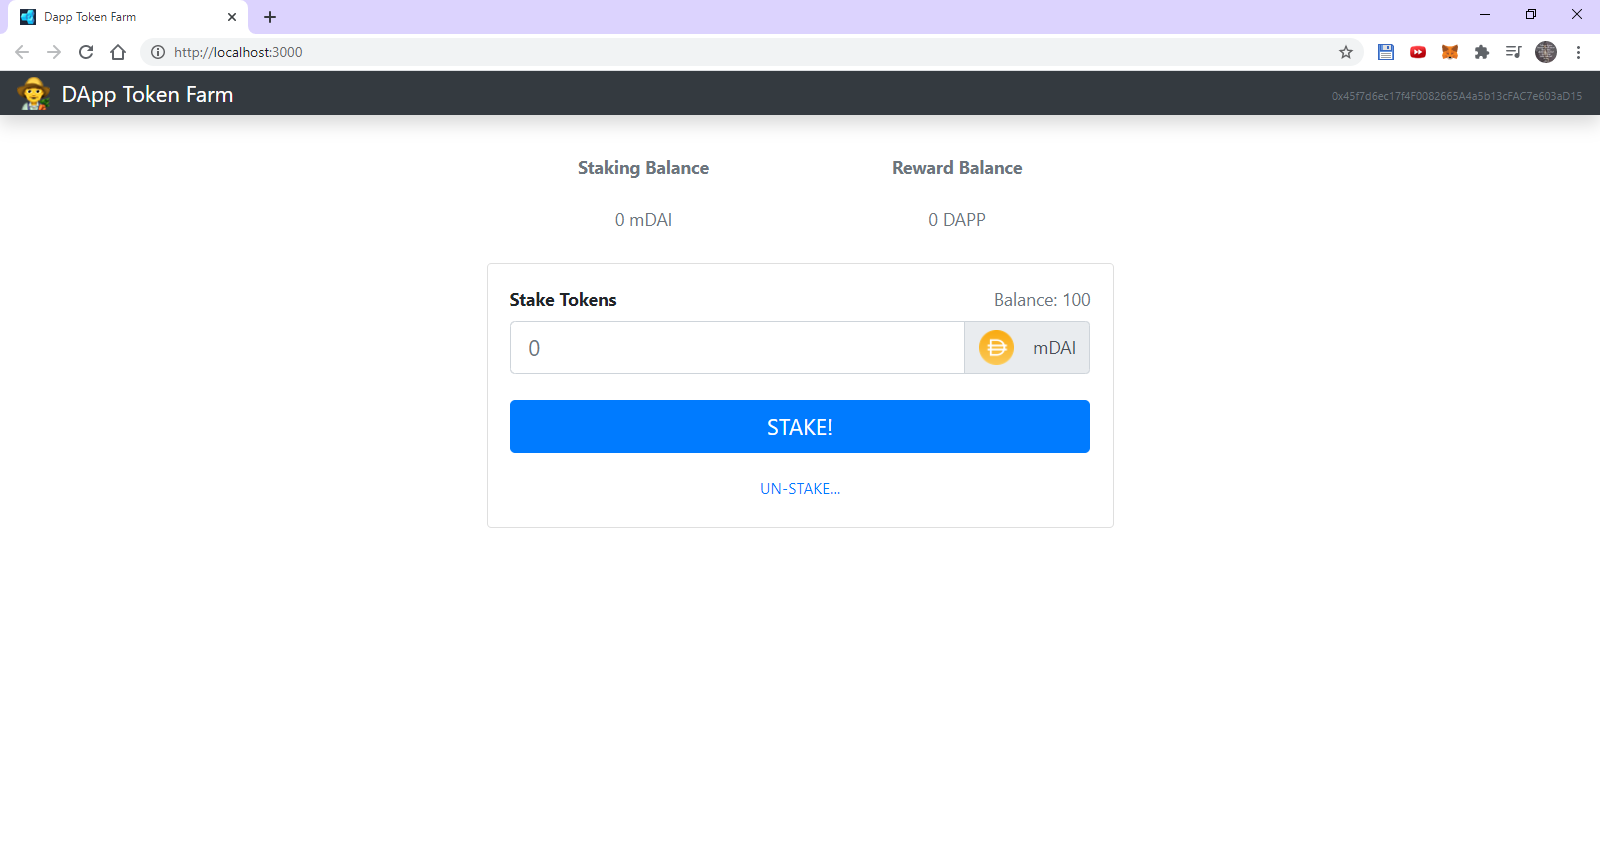 Dapp Token Farm
http://localhost:3000
DApp Token Farm
0x45f7d6ec17f4F0082665A4a5b13cFAC7e603aD15
Staking Balance Reward Balance
0 mDAI 0 DAPP
Stake Tokens Balance: 100
0 mDAI
STAKE!
UN-STAKE...